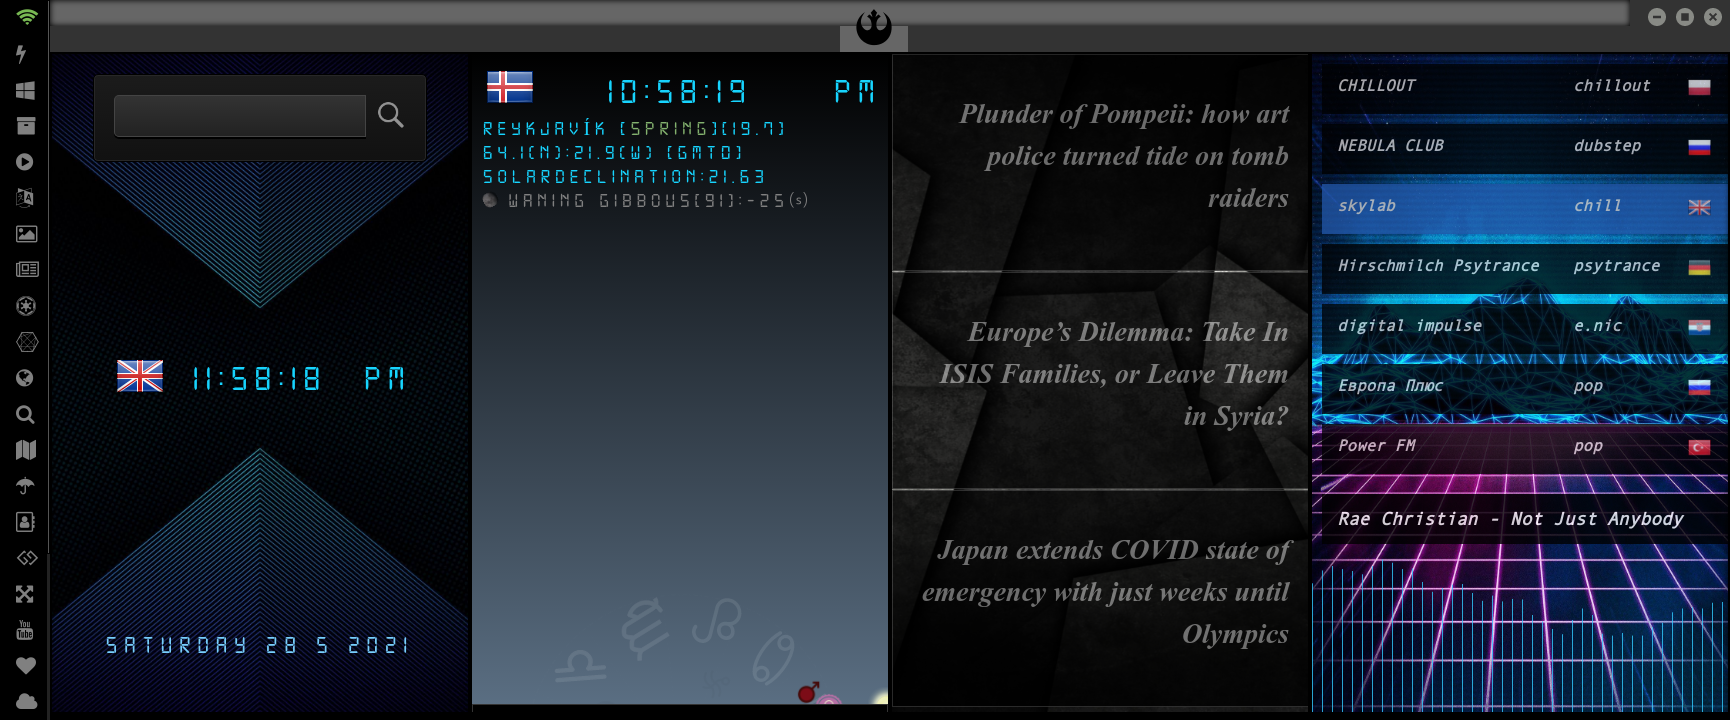 11:58:18 PM
SATURDAY 28 5 2021
10:58:19 PM
REYKJAVÍK [SPRING][19.7]
64.1(N):21.9(W) [GMT0]
SOLARDECLINATION:21.63
WANING GIBBOUS[91]:-25(s)
Plunder of Pompeii: how art
police turned tide on tomb
raiders
Europe’s Dilemma: Take In
ISIS Families, or Leave Them
in Syria?
Japan extends COVID state of
emergency with just weeks until
Olympics
CHILLOUT chillout
NEBULA CLUB dubstep
skylab chill
Hirschmilch Psytrance psytrance
digital impulse e.nic
Европа Плюс pop
Power FM pop
Rae Christian - Not Just Anybody
You
Tube